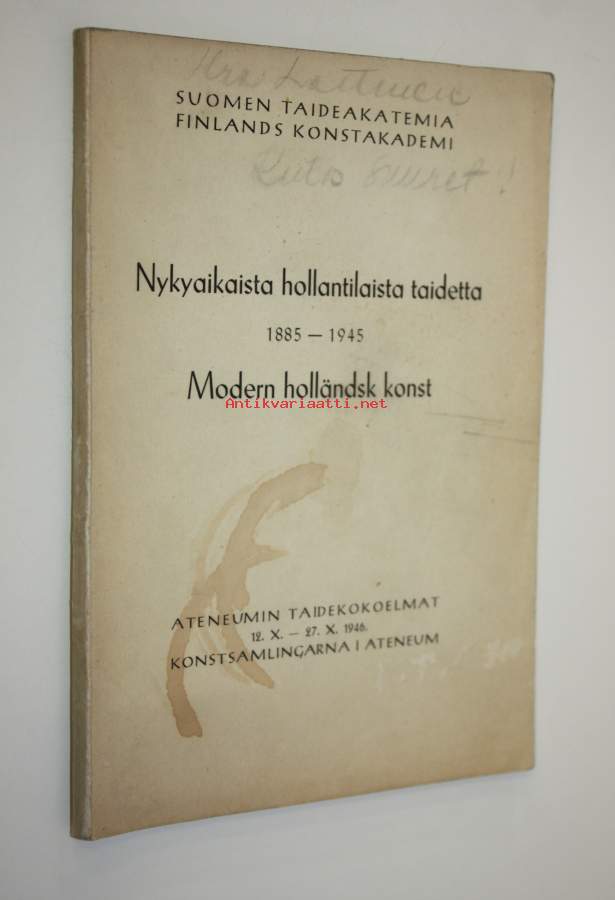 SUOMEN TAIDEAKATEMIA
FINLANDS KONSTAKADEMI
Nykyaikaista hollantilaista taidetta
1885 — 1945
Modern holländsk konst
Antikvariaatti.net
ATENEUMIN TAIDEKOKOELMAT
12. X. — 27. X. 1946.
KONSTSAMLINGARNA I ATENEUM